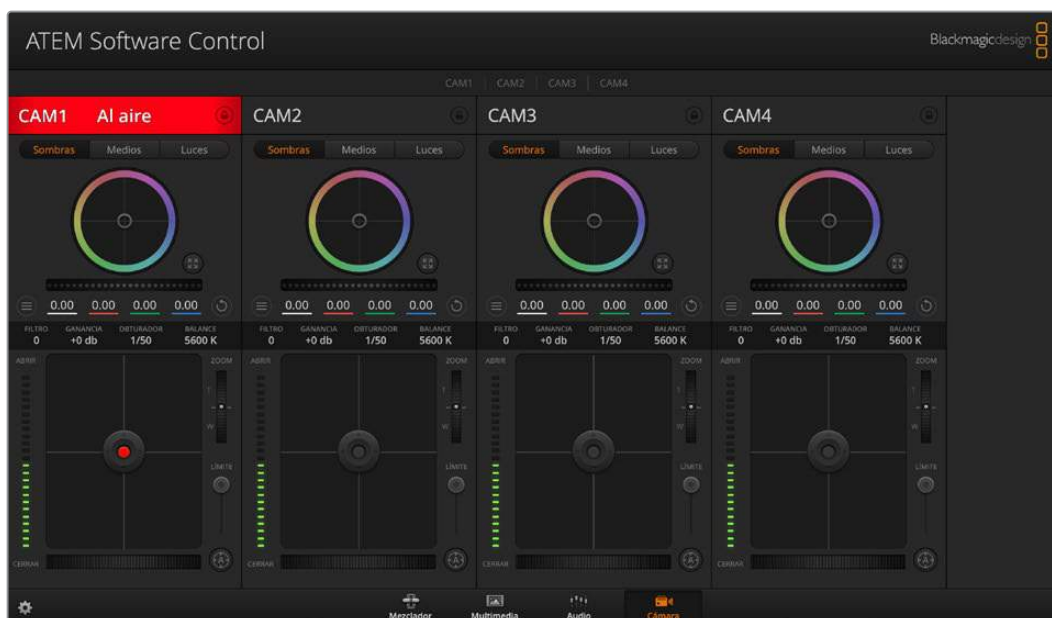 ATEM Software Control
Blackmagicdesign
CAM1 CAM2 CAM3 CAM4
CAM1 Al aire CAM2 CAM3 CAM4
Sombras Medios Luces Sombras Medios Luces Sombras Medios Luces Sombras Medios Luces
0.00 0.00 0.00 0.00 0.00 0.00 0.00 0.00 0.00 0.00 0.00 0.00 0.00 0.00 0.00 0.00
FILTRO GANANCIA OBTURADOR BALANCE FILTRO GANANCIA OBTURADOR BALANCE FILTRO GANANCIA OBTURADOR BALANCE FILTRO GANANCIA OBTURADOR BALANCE
0 +0 db 1/50 5600 K 0 +0 db 1/50 5600 K 0 +0 db 1/50 5600 K 0 +0 db 1/50 5600 K
ABRIR ZOOM ABRIR ZOOM ABRIR ZOOM ABRIR ZOOM
T T T T
W W W W
LÍMITE LÍMITE LÍMITE LÍMITE
CERRAR A CERRAR A CERRAR A CERRAR A
Mezclador Multimedia Audio Cámara